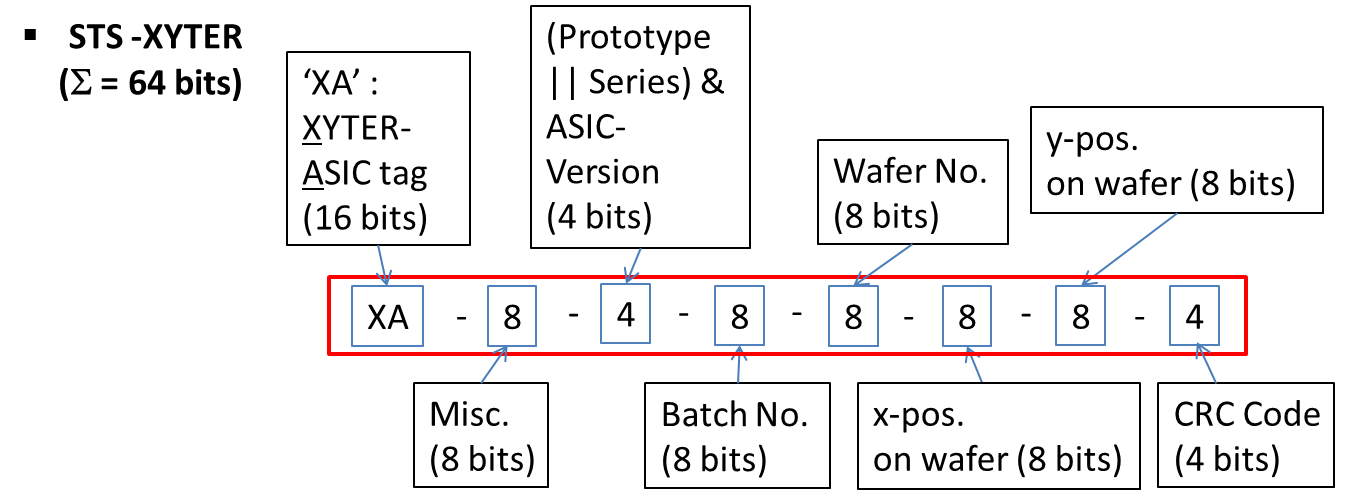 ▪ STS -XYTER
(Σ = 64 bits)
‘XA’ :
XYTER-
ASIC tag
(16 bits)
(Prototype
|| Series) &
ASIC-
Version
(4 bits)
Wafer No.
(8 bits)
y-pos.
on wafer (8 bits)
XA - 8 - 4 - 8 - 8 - 8 - 8 - 4
Misc.
(8 bits)
Batch No.
(8 bits)
x-pos.
on wafer (8 bits)
CRC Code
(4 bits)